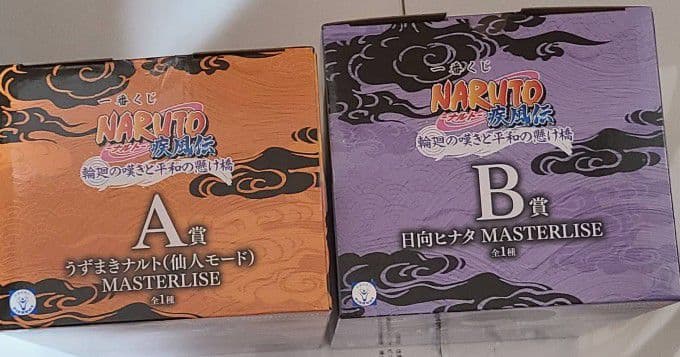 一番くじ
NARUTO
ナルト
疾風伝
輪廻の嘆きと平和の懸け橋
A賞
うずまきナルト(仙人モード)
MASTERLISE
全1種
一番くじ
NARUTO
ナルト
疾風伝
輪廻の嘆きと平和の懸け橋
B賞
日向ヒナタ MASTERLISE
全1種